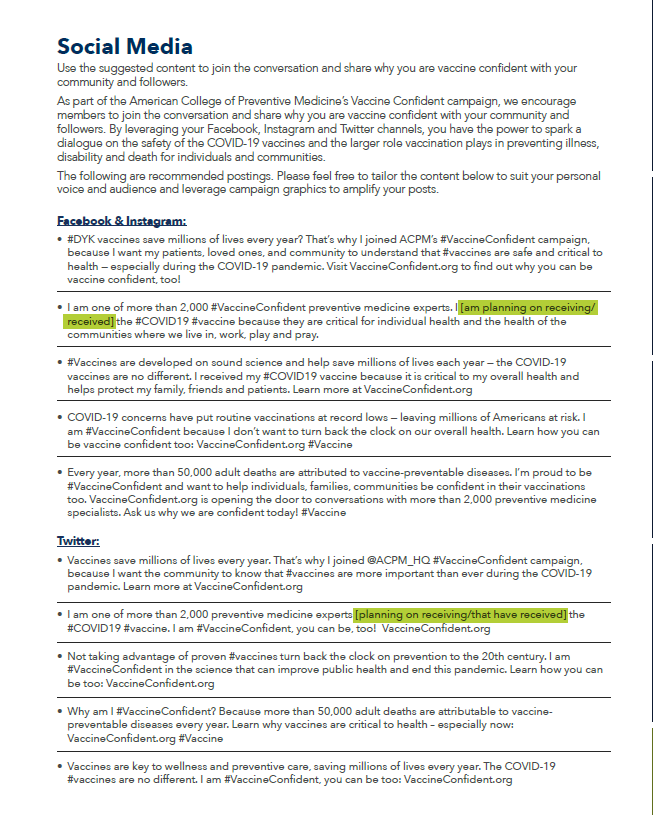 Social Media
Use the suggested content to join the conversation and share why you are vaccine confident with your
community and followers.
As part of the American College of Preventive Medicine's Vaccine Confident campaign, we encourage
members to join the conversation and share why you are vaccine confident with your community and
followers. By leveraging your Facebook, Instagram and Twitter channels, you have the power to spark a
dialogue on the safety of the COVID-19 vaccines and the larger role vaccination plays in preventing illness,
disability and death for individuals and communities.
The following are recommended postings. Please feel free to tailor the content below to suit your personal
voice and audience and leverage campaign graphics to amplify your posts.
Facebook & Instagram:
• #DYK vaccines save millions of lives every year? That's why I joined ACPM's #VaccineConfident campaign,
because I want my patients, loved ones, and community to understand that #vaccines are safe and critical to
health – especially during the COVID-19 pandemic. Visit VaccineConfident.org to find out why you can be
vaccine confident, too!
• I am one of more than 2,000 #VaccineConfident preventive medicine experts. I [am planning on receiving/
received] the #COVID19 #vaccine because they are critical for individual health and the health of the
communities where we live in, work, play and pray.
• #Vaccines are developed on sound science and help save millions of lives each year – the COVID-19
vaccines are no different. I received my #COVID19 vaccine because it is critical to my overall health and
helps protect my family, friends and patients. Learn more at VaccineConfident.org
• COVID-19 concerns have put routine vaccinations at record lows – leaving millions of Americans at risk. I
am #VaccineConfident because I don't want to turn back the clock on our overall health. Learn how you can
be vaccine confident too: VaccineConfident.org #Vaccine
• Every year, more than 50,000 adult deaths are attributed to vaccine-preventable diseases. I'm proud to be
#VaccineConfident and want to help individuals, families, communities be confident in their vaccinations
too. VaccineConfident.org is opening the door to conversations with more than 2,000 preventive medicine
specialists. Ask us why we are confident today! #Vaccine
Twitter:
• Vaccines save millions of lives every year. That's why I joined @ACPM_HQ #VaccineConfident campaign,
because I want the community to know that #vaccines are more important than ever during the COVID-19
pandemic. Learn more at VaccineConfident.org
• I am one of more than 2,000 preventive medicine experts [planning on receiving/that have received] the
#COVID19 #vaccine. I am #VaccineConfident, you can be, too! VaccineConfident.org
• Not taking advantage of proven #vaccines turn back the clock on prevention to the 20th century. I am
#VaccineConfident in the science that can improve public health and end this pandemic. Learn how you can
be too: VaccineConfident.org
• Why am I #VaccineConfident? Because more than 50,000 adult deaths are attributable to vaccine-
preventable diseases every year. Learn why vaccines are critical to health – especially now:
VaccineConfident.org #Vaccine
• Vaccines are key to wellness and preventive care, saving millions of lives every year. The COVID-19
#vaccines are no different. I am #VaccineConfident, you can be too: VaccineConfident.org